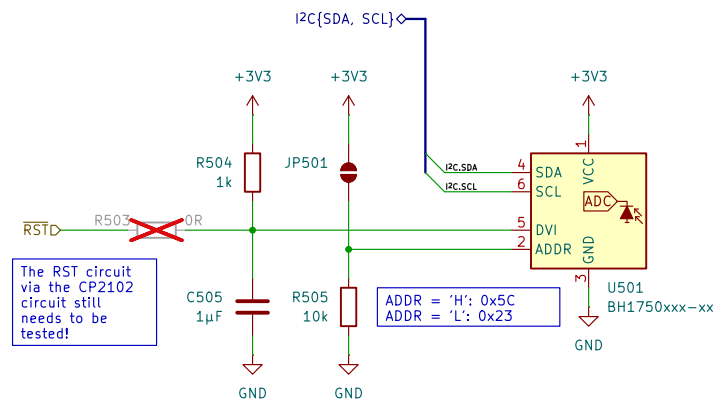 I²C{SDA, SCL}
+3V3
+3V3
+3V3
R504
1k
JP501
I²C.SDA
I²C.SCL
1
VCC
4
SDA
6
SCL
ADC
RST
R503
0R
5
DVI
2
ADDR
GND
3
The RST circuit
via the CP2102
circuit still
needs to be
tested!
C505
1µF
R505
10k
ADDR = 'H': 0x5C
ADDR = 'L': 0x23
U501
BH1750xxx-xx
GND
GND
GND